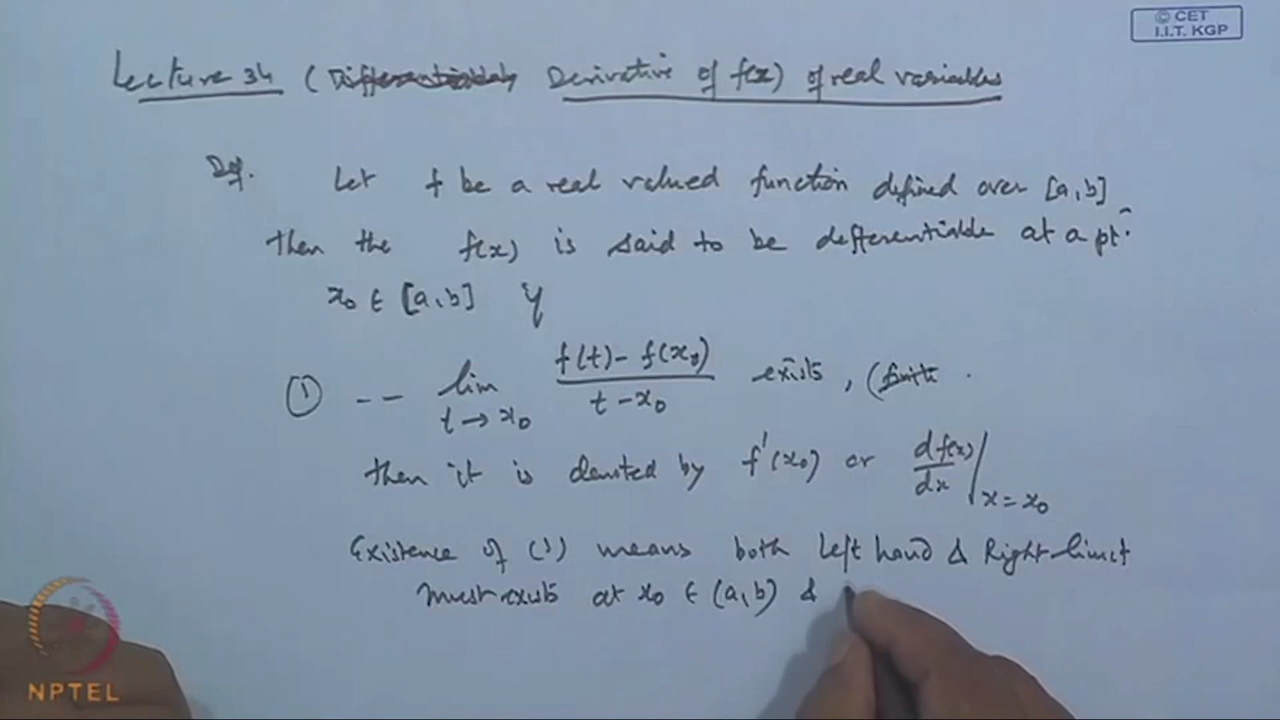 © CET
I.I.T. KGP
Lecture 34 ( Derivative of f(x) of real variables
Def. Let f be a real valued function defined over [a,b]
Then the f(x) is said to be differentiable at a pt.
x₀ ∈ [a,b] if
① -- lim t→x₀ (f(t) - f(x₀))/(t - x₀) exists, (finite .
then it is denoted by f'(x₀) or df(x)/dx |x=x₀
Existence of (1) means both Left hand & Right limit
must exists at x₀ ∈ (a,b) &
NPTEL